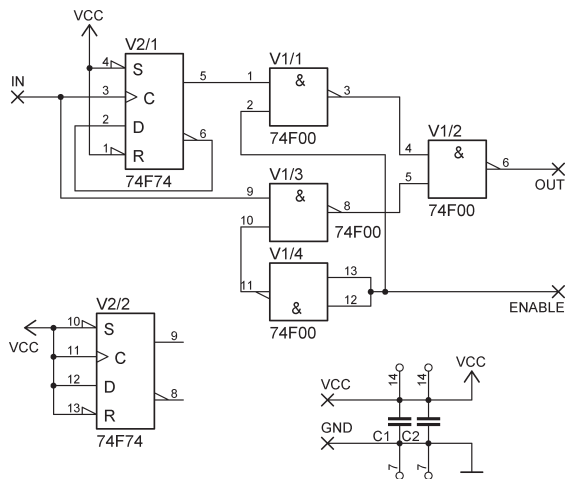 VCC
V2/1
IN
4
S
3
C
2
D
1
R
5
6
74F74
V1/1
1
2
&
3
74F00
V1/2
4
5
&
6
OUT
74F00
V1/3
9
10
&
8
74F00
V1/4
11
13
12
&
74F00
ENABLE
V2/2
10
S
VCC
11
C
12
D
13
R
9
8
74F74
14
14
VCC
VCC
GND
C1
C2
7
7